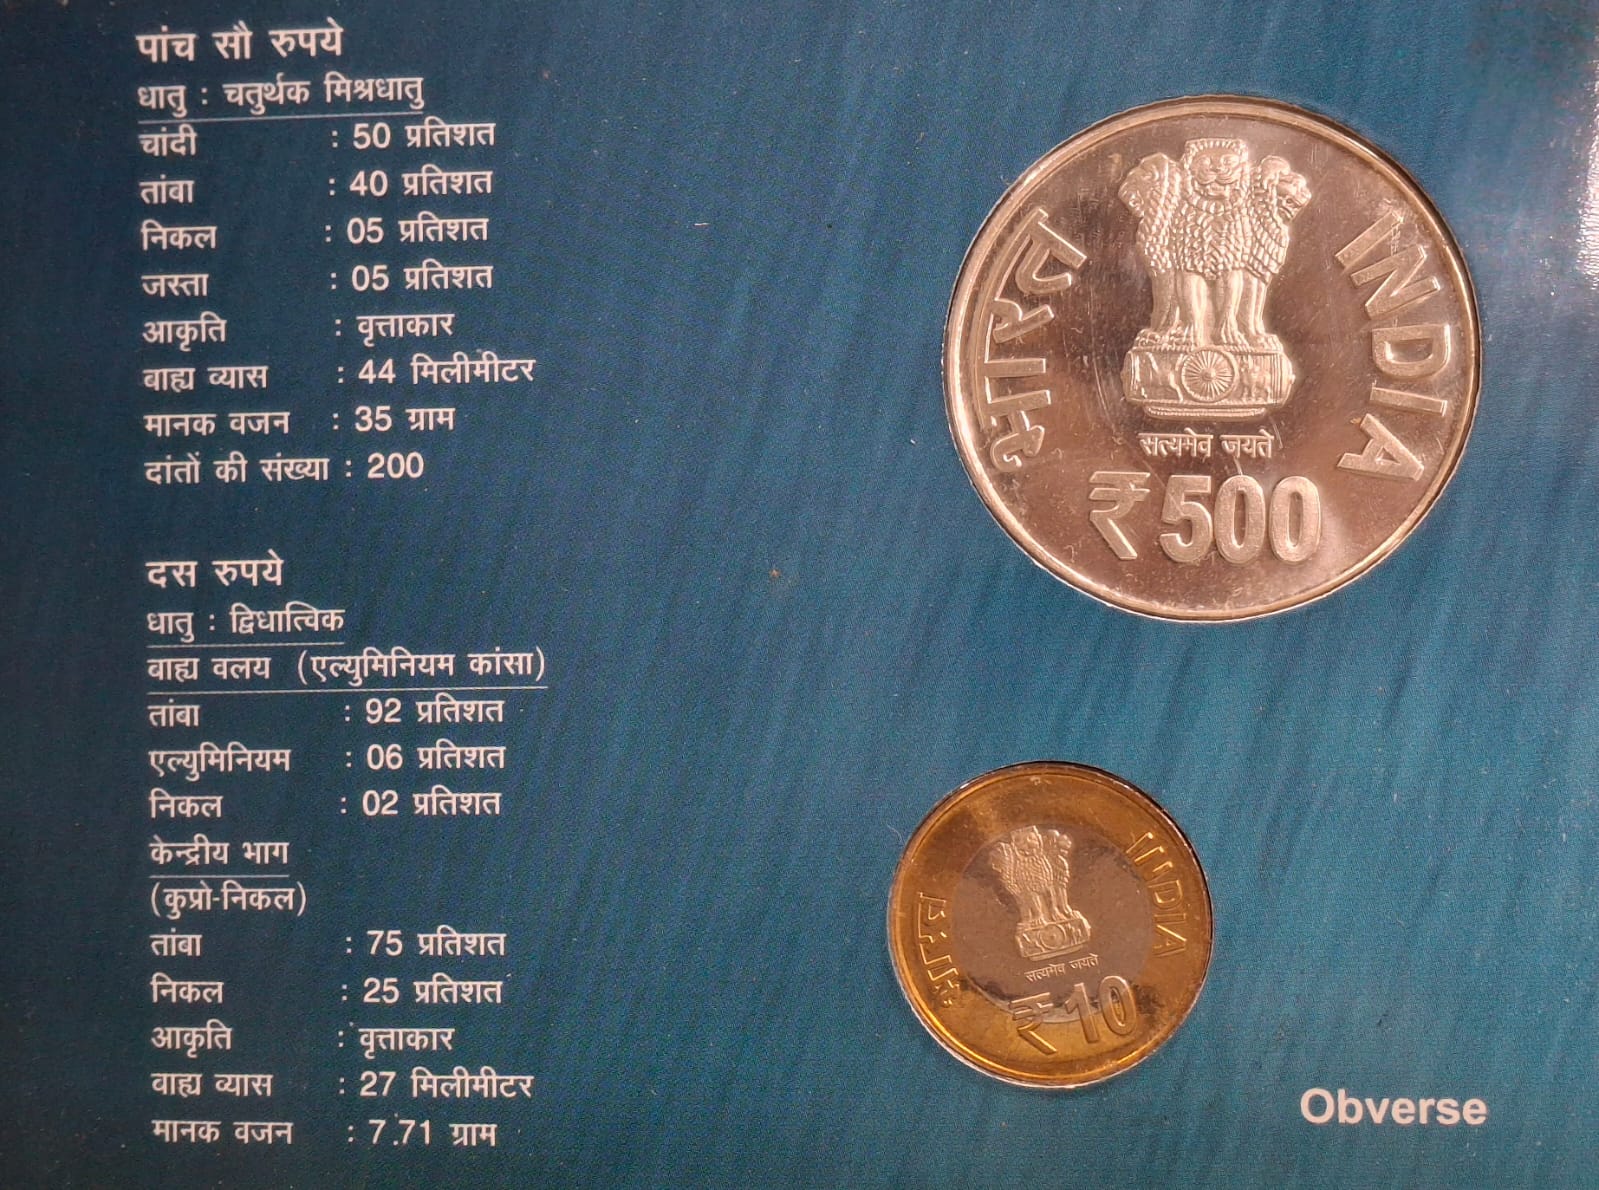 पांच सौ रुपये
धातु : चतुर्थक मिश्रधातु
चांदी : 50 प्रतिशत
तांवा : 40 प्रतिशत
निकल : 05 प्रतिशत
जस्ता : 05 प्रतिशत
आकृति : वृत्ताकार
वाह्य व्यास : 44 मिलीमीटर
मानक वजन : 35 ग्राम
दांतों की संख्या : 200
दस रुपये
धातु : द्विधात्विक
वाह्य वलय (एल्युमिनियम कांसा)
तांवा : 92 प्रतिशत
एल्युमिनियम : 06 प्रतिशत
निकल : 02 प्रतिशत
केन्द्रीय भाग
(कुप्रो-निकल)
तांवा : 75 प्रतिशत
निकल : 25 प्रतिशत
आकृति : वृत्ताकार
वाह्य व्यास : 27 मिलीमीटर
मानक वजन : 7.71 ग्राम
भारत
INDIA
सत्यमेव जयते
₹ 500
भारत
INDIA
सत्यमेव जयते
₹ 10
Obverse